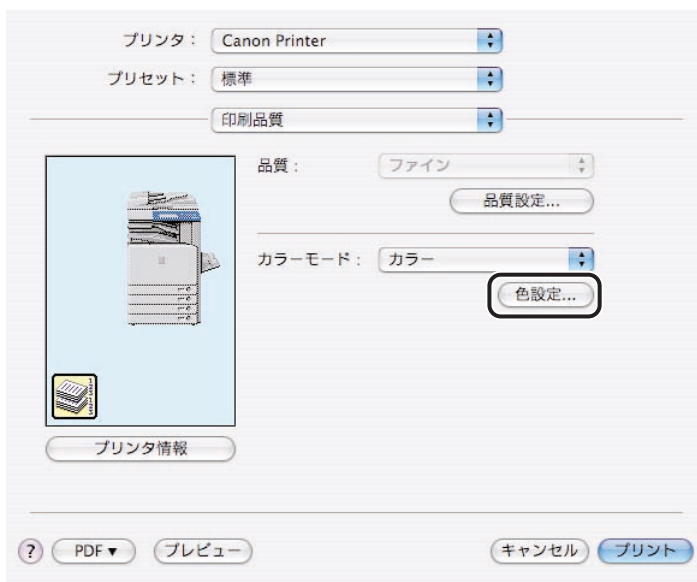 プリンタ： Canon Printer
プリセット： 標準
印刷品質
品質： ファイン
品質設定...
カラーモード： カラー
色設定...
プリンタ情報
? PDF▼ プレビュー キャンセル プリント